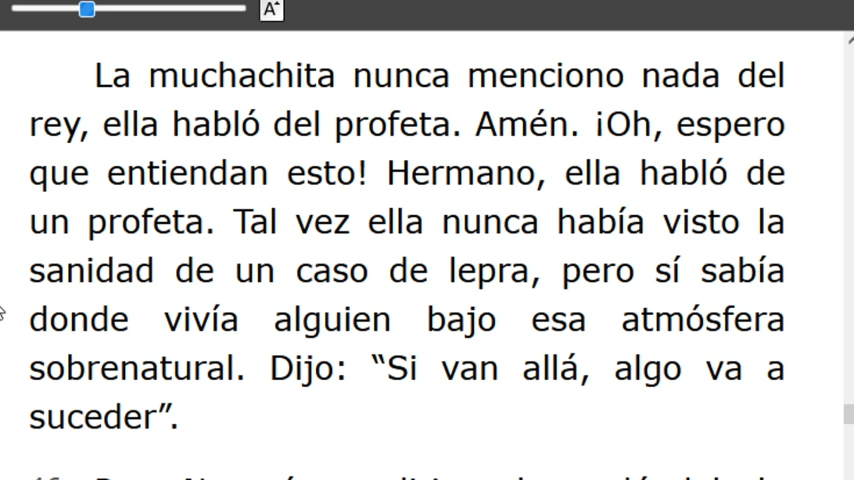 A
La muchachita nunca menciono nada del
rey, ella habló del profeta. Amén. ¡Oh, espero
que entiendan esto! Hermano, ella habló de
un profeta. Tal vez ella nunca había visto la
sanidad de un caso de lepra, pero sí sabía
donde vivía alguien bajo esa atmósfera
sobrenatural. Dijo: “Si van allá, algo va a
suceder”.